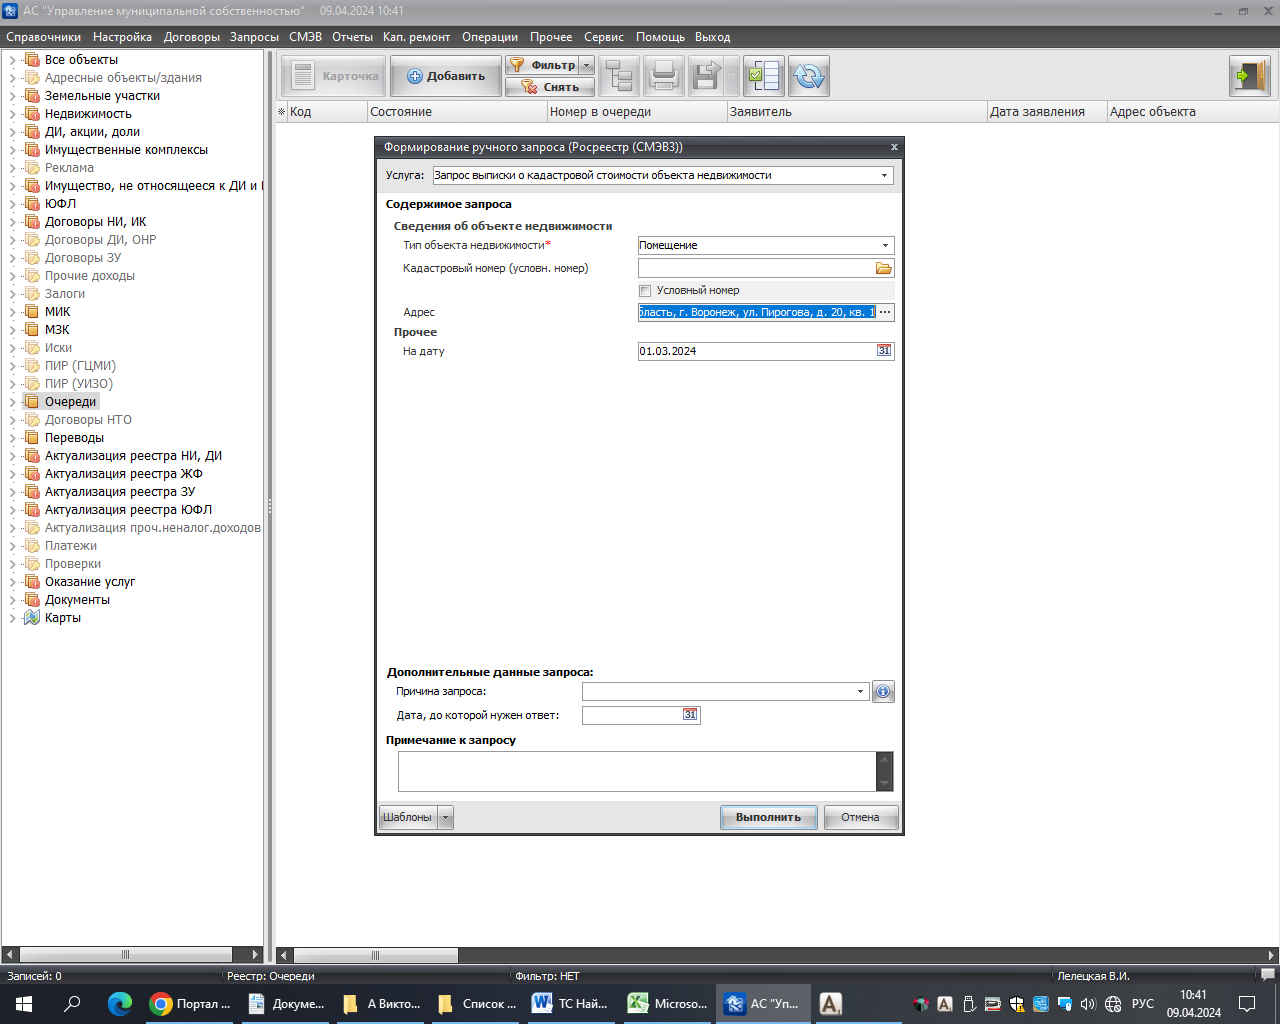 АС "Управление муниципальной собственностью" 09.04.2024 10:41
Справочники Настройка Договоры Запросы СМЭВ Отчеты Кап. ремонт Операции Прочее Сервис Помощь Выход
Все объекты
Адресные объекты/здания
Земельные участки
Недвижимость
ДИ, акции, доли
Имущественные комплексы
Реклама
Имущество, не относящееся к ДИ и
ЮФЛ
Договоры НИ, ИК
Договоры ДИ, ОНР
Договоры ЗУ
Прочие доходы
Залоги
МИК
МЗК
Иски
ПИР (ГЦМИ)
ПИР (УИЗО)
Очереди
Договоры НТО
Переводы
Актуализация реестра НИ, ДИ
Актуализация реестра ЖФ
Актуализация реестра ЗУ
Актуализация реестра ЮФЛ
Актуализация проч.неналог.доходов
Платежи
Проверки
Оказание услуг
Документы
Карты
Карточка Добавить Фильтр
Снять
Код Состояние Номер в очереди Заявитель Дата заявления Адрес объекта
Формирование ручного запроса (Росреестр (СМЭВ3)) x
Услуга: Запрос выписки о кадастровой стоимости объекта недвижимости
Содержимое запроса
Сведения об объекте недвижимости
Тип объекта недвижимости* Помещение
Кадастровый номер (условн. номер)
Условный номер
Адрес бласть, г. Воронеж, ул. Пирогова, д. 20, кв. 1 ...
Прочее
На дату 01.03.2024 31
Дополнительные данные запроса:
Причина запроса:
Дата, до которой нужен ответ: 31
Примечание к запросу
Шаблоны Выполнить Отмена
Записей: 0 Реестр: Очереди Фильтр: НЕТ Лелецкая В.И.
Портал ... Докуме... А Викто... Список ... ТС Най... Microso... АС "Уп... РУС 10:41
09.04.2024